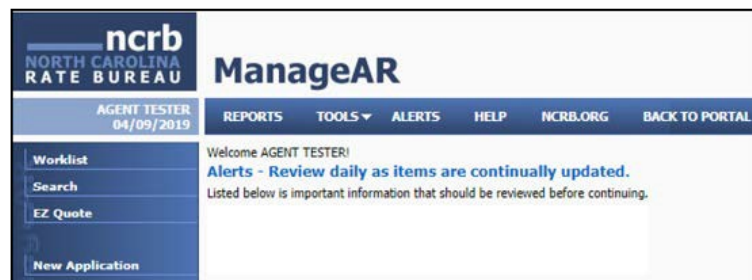 ncrb
NORTH CAROLINA
RATE BUREAU
ManageAR
AGENT TESTER
04/09/2019
REPORTS TOOLS ALERTS HELP NCRB.ORG BACK TO PORTAL
Worklist
Search
EZ Quote
New Application
Welcome AGENT TESTER!
Alerts - Review daily as items are continually updated.
Listed below is important information that should be reviewed before continuing.